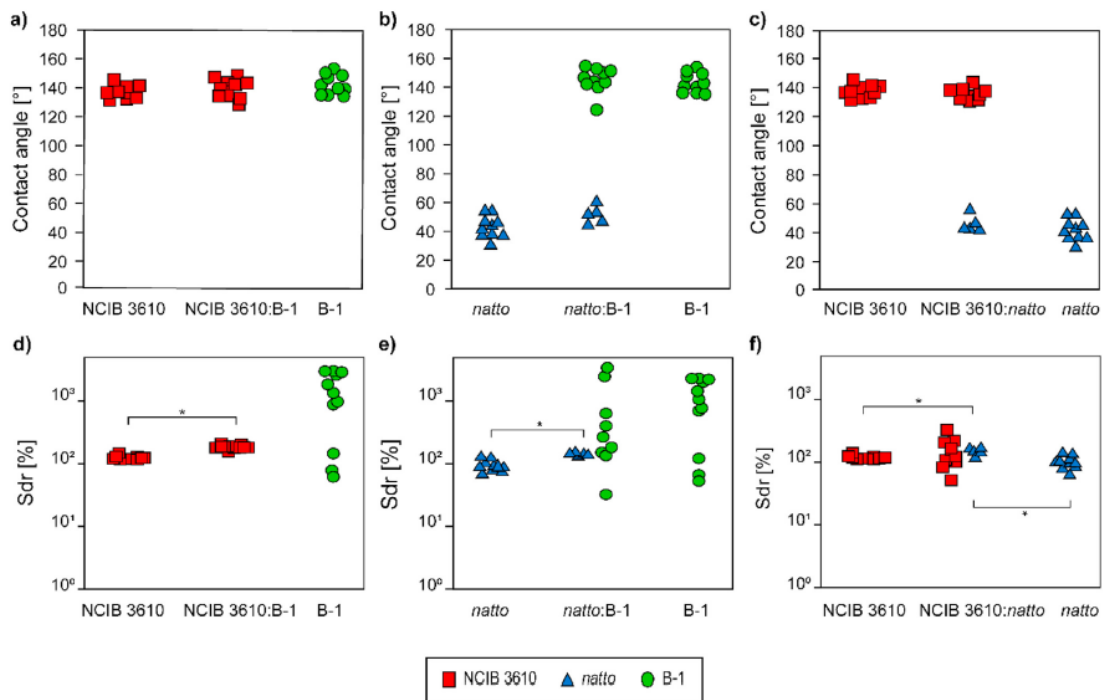 a)
Contact angle [°]
180
160
140
120
100
80
60
40
20
0
NCIB 3610 NCIB 3610:B-1 B-1
b)
Contact angle [°]
180
160
140
120
100
80
60
40
20
0
natto natto:B-1 B-1
c)
Contact angle [°]
180
160
140
120
100
80
60
40
20
0
NCIB 3610 NCIB 3610:natto natto
d)
Sdr [%]
10³
10²
10¹
10⁰
*
NCIB 3610 NCIB 3610:B-1 B-1
e)
Sdr [%]
10³
10²
10¹
10⁰
*
natto natto:B-1 B-1
f)
Sdr [%]
10³
10²
10¹
10⁰
*
*
NCIB 3610 NCIB 3610:natto natto
NCIB 3610 natto B-1